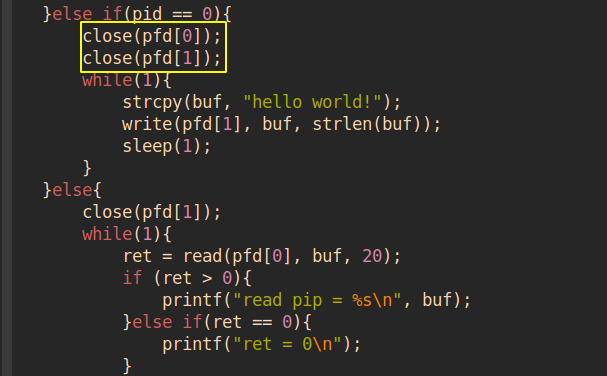 }else if(pid == 0){
close(pfd[0]);
close(pfd[1]);
while(1){
strcpy(buf, "hello world!");
write(pfd[1], buf, strlen(buf));
sleep(1);
}
}else{
close(pfd[1]);
while(1){
ret = read(pfd[0], buf, 20);
if (ret > 0){
printf("read pip = %s\n", buf);
}else if(ret == 0){
printf("ret = 0\n");
}